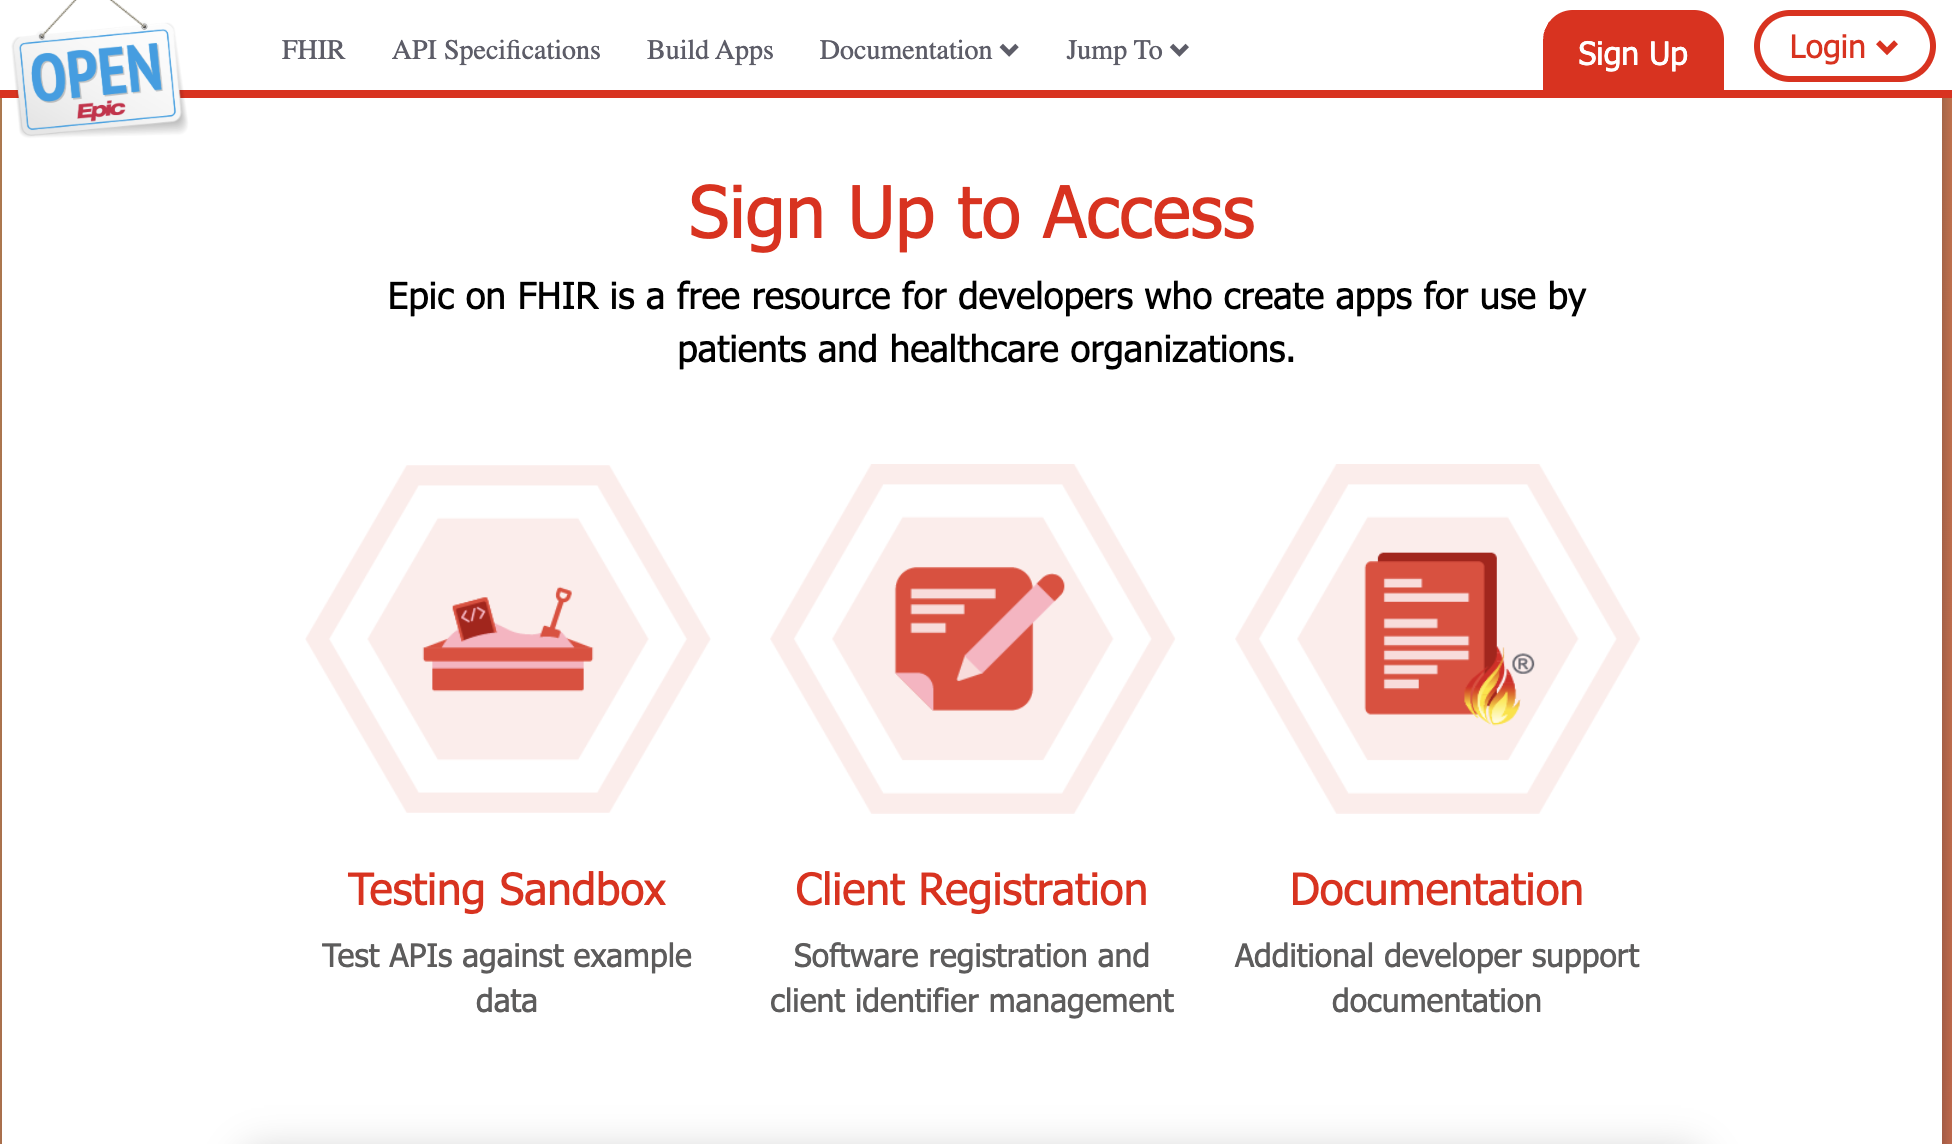 OPEN
Epic
FHIR
API Specifications
Build Apps
Documentation
Jump To
Sign Up
Login
Sign Up to Access
Epic on FHIR is a free resource for developers who create apps for use by
patients and healthcare organizations.
</>
®
Testing Sandbox
Test APIs against example
data
Client Registration
Software registration and
client identifier management
Documentation
Additional developer support
documentation